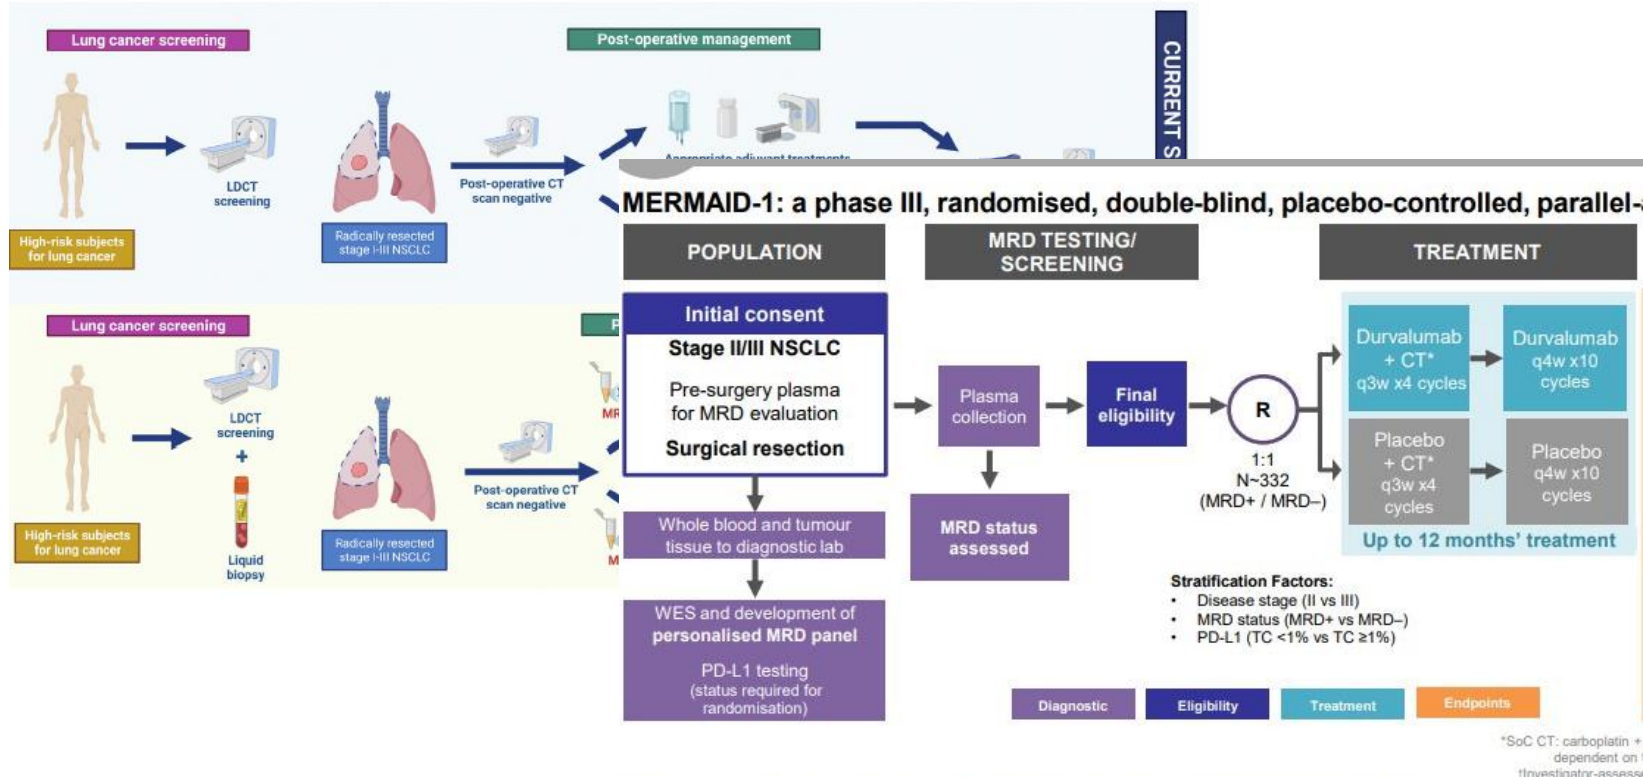 Lung cancer screening
Post-operative management
CURRENT S
LDCT
screening
Post-operative CT
scan negative
Appropriate adjuvant treatments
High-risk subjects
for lung cancer
Radically resected
stage I-III NSCLC
Lung cancer screening
P
LDCT
screening
+
Liquid
biopsy
High-risk subjects
for lung cancer
Radically resected
stage I-III NSCLC
Post-operative CT
scan negative
MR
M
MERMAID-1: a phase III, randomised, double-blind, placebo-controlled, parallel-
POPULATION
MRD TESTING/
SCREENING
TREATMENT
Initial consent
Stage II/III NSCLC
Pre-surgery plasma
for MRD evaluation
Surgical resection
Whole blood and tumour
tissue to diagnostic lab
WES and development of
personalised MRD panel
PD-L1 testing
(status required for
randomisation)
Plasma
collection
MRD status
assessed
Final
eligibility
R
1:1
N~332
(MRD+ / MRD–)
Durvalumab
+ CT*
q3w x4 cycles
Durvalumab
q4w x10
cycles
Placebo
+ CT*
q3w x4
cycles
Placebo
q4w x10
cycles
Up to 12 months' treatment
Stratification Factors:
• Disease stage (II vs III)
• MRD status (MRD+ vs MRD–)
• PD-L1 (TC <1% vs TC ≥1%)
Diagnostic
Eligibility
Treatment
Endpoints
*SoC CT: carboplatin +
dependent on
†Investigator-assess